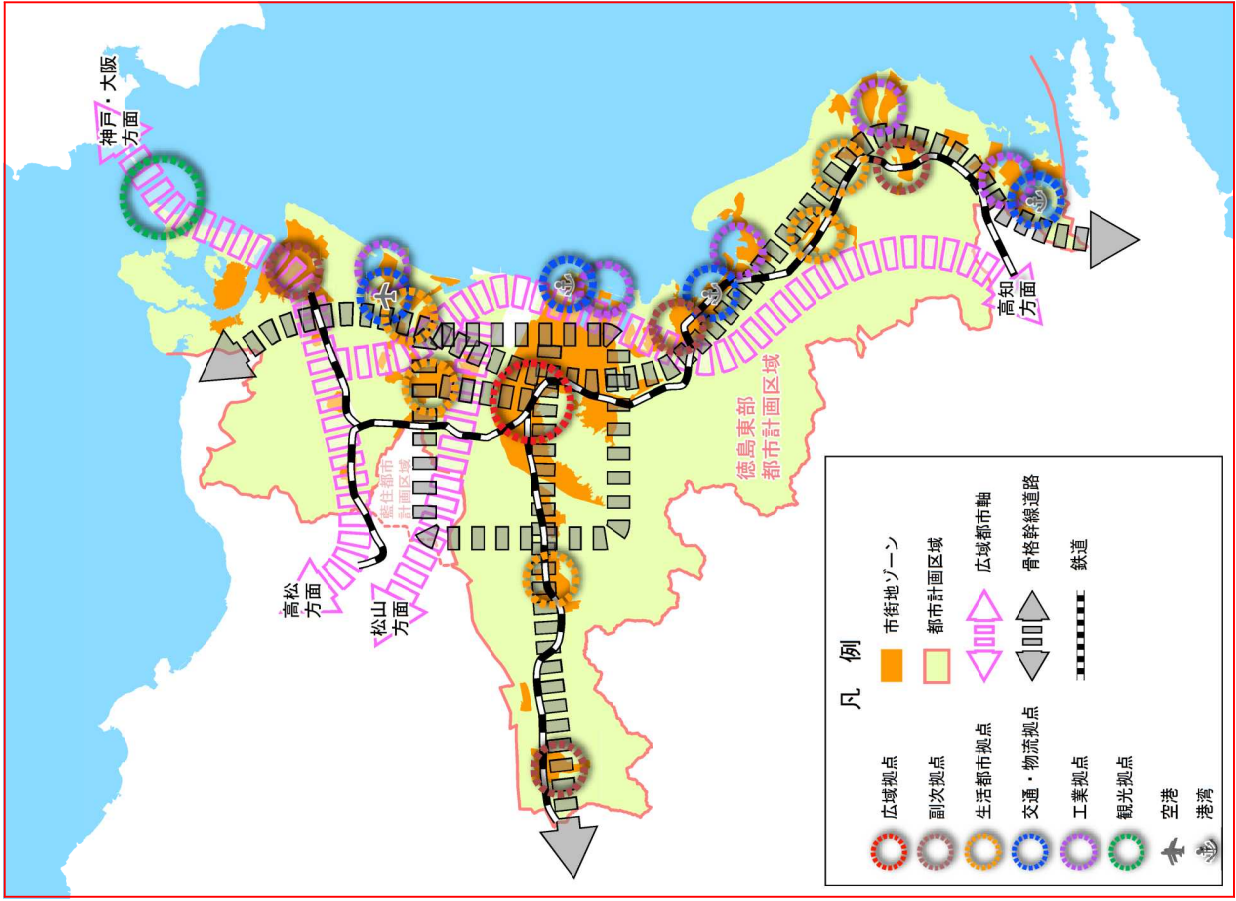 神戸・大阪
方面
高松
方面
松山
方面
藍住都市
計画区域
徳島東部
都市計画区域
高知
方面
凡 例
広域拠点
副次拠点
生活都市拠点
交通・物流拠点
工業拠点
観光拠点
空港
港湾
市街地ゾーン
都市計画区域
広域都市軸
骨格幹線道路
鉄道